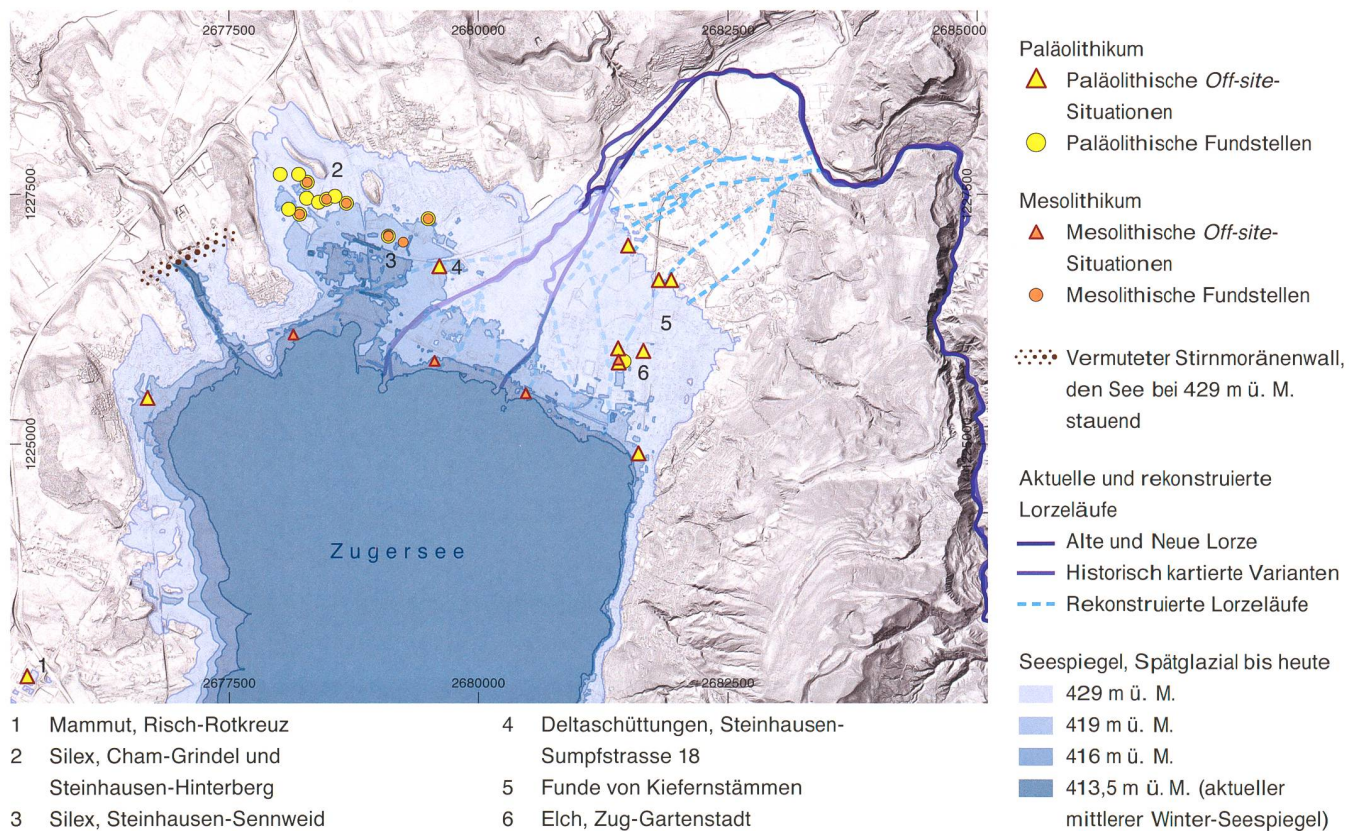 2677500
2680000
2682500
2685000
1227500
1227500
2
3
4
5
6
1225000
1225000
Zugersee
1
2677500
2680000
2682500
Paläolithikum
Paläolithische Off-site-
Situationen
Paläolithische Fundstellen
Mesolithikum
Mesolithische Off-site-
Situationen
Mesolithische Fundstellen
Vermuteter Stirnmoränenwall,
den See bei 429 m ü. M.
stauend
Aktuelle und rekonstruierte
Lorzeläufe
Alte und Neue Lorze
Historisch kartierte Varianten
Rekonstruierte Lorzeläufe
Seespiegel, Spätglazial bis heute
429 m ü. M.
419 m ü. M.
416 m ü. M.
413,5 m ü. M. (aktueller
mittlerer Winter-Seespiegel)
1 Mammut, Risch-Rotkreuz
2 Silex, Cham-Grindel und
Steinhausen-Hinterberg
3 Silex, Steinhausen-Sennweid
4 Deltaschüttungen, Steinhausen-
Sumpfstrasse 18
5 Funde von Kiefernstämmen
6 Elch, Zug-Gartenstadt